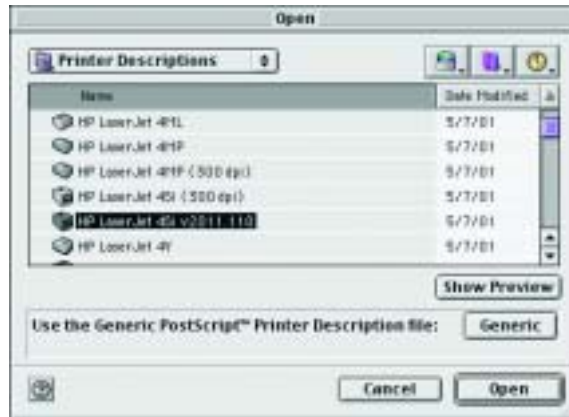 Open
Printer Descriptions
Name Date Modified
HP LaserJet 4ML 5/7/01
HP LaserJet 4MP 5/7/01
HP LaserJet 4MP (300 dpi) 5/7/01
HP LaserJet 4Si (300 dpi) 5/7/01
HP LaserJet 4Si v2011.110 5/7/01
HP LaserJet 4V 5/7/01
Show Preview
Use the Generic PostScript™ Printer Description file: Generic
Cancel Open